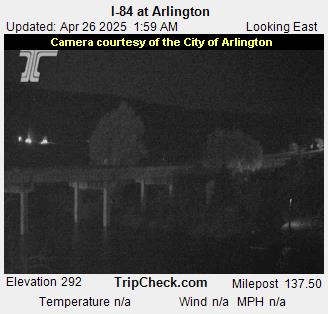 I-84 at Arlington
Updated: Apr 26 2025 1:59 AM Looking East
Camera courtesy of the City of Arlington
Elevation 292 TripCheck.com Milepost 137.50
Temperature n/a Wind n/a MPH n/a